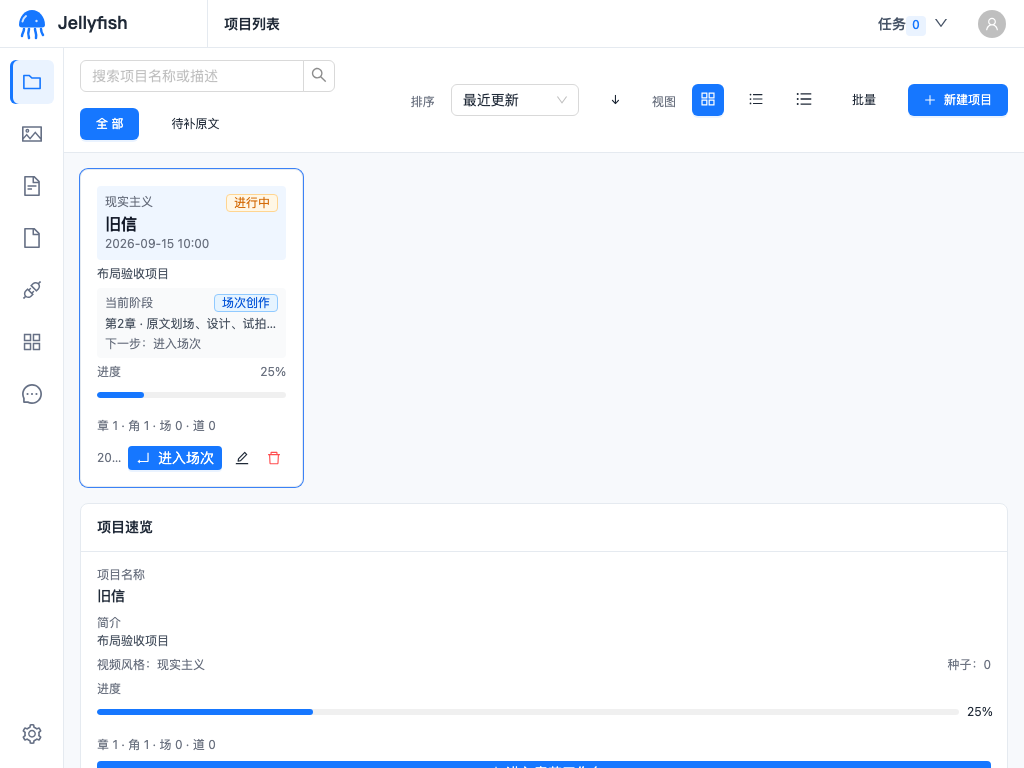 Jellyfish
项目列表
任务 0
搜索项目名称或描述
排序
最近更新
视图
批量
新建项目
全 部
待补原文
现实主义
进行中
旧信
2026-09-15 10:00
布局验收项目
当前阶段
场次创作
第2章 · 原文划场、设计、试拍...
下一步：进入场次
进度
25%
章 1 · 角 1 · 场 0 · 道 0
20...
进入场次
项目速览
项目名称
旧信
简介
布局验收项目
视频风格：现实主义
种子：0
进度
25%
章 1 · 角 1 · 场 0 · 道 0